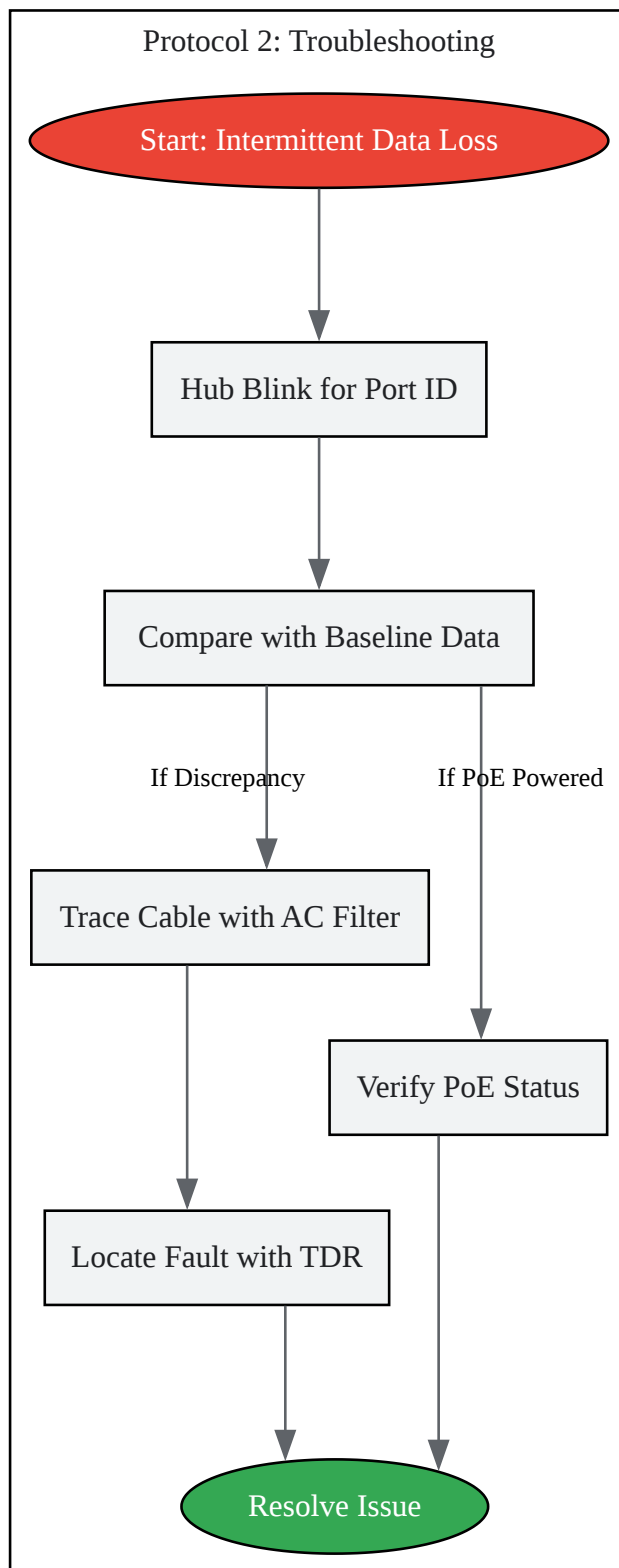 Protocol 2: Troubleshooting
Start: Intermittent Data Loss
Hub Blink for Port ID
Compare with Baseline Data
If Discrepancy
If PoE Powered
Trace Cable with AC Filter
Verify PoE Status
Locate Fault with TDR
Resolve Issue